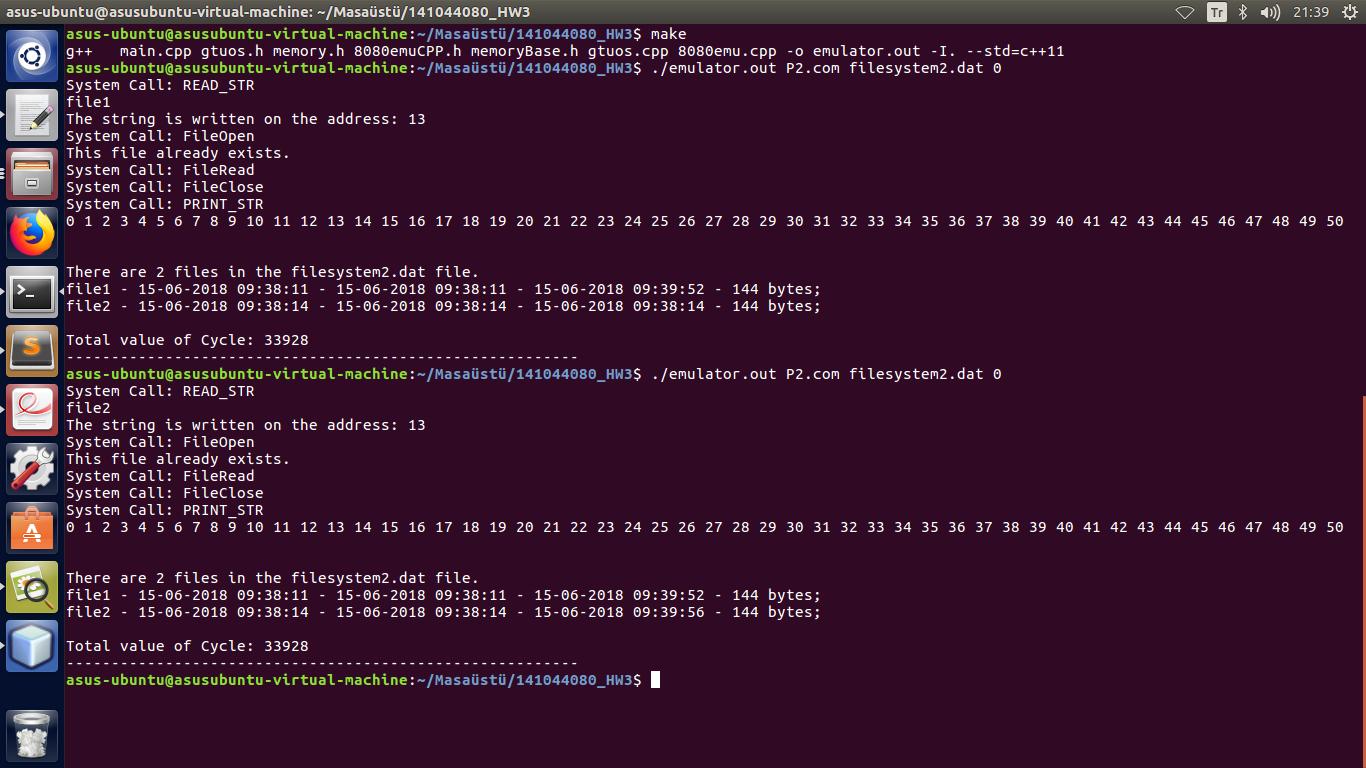 asus-ubuntu@asusubuntu-virtual-machine: ~/Masaüstü/141044080_HW3
Tr
21:39
asus-ubuntu@asusubuntu-virtual-machine:~/Masaüstü/141044080_HW3$ make
g++   main.cpp gtuos.h memory.h 8080emuCPP.h memoryBase.h gtuos.cpp 8080emu.cpp -o emulator.out -I. --std=c++11
asus-ubuntu@asusubuntu-virtual-machine:~/Masaüstü/141044080_HW3$ ./emulator.out P2.com filesystem2.dat 0
System Call: READ_STR
file1
The string is written on the address: 13
System Call: FileOpen
This file already exists.
System Call: FileRead
System Call: FileClose
System Call: PRINT_STR
0 1 2 3 4 5 6 7 8 9 10 11 12 13 14 15 16 17 18 19 20 21 22 23 24 25 26 27 28 29 30 31 32 33 34 35 36 37 38 39 40 41 42 43 44 45 46 47 48 49 50
There are 2 files in the filesystem2.dat file.
file1 - 15-06-2018 09:38:11 - 15-06-2018 09:38:11 - 15-06-2018 09:39:52 - 144 bytes;
file2 - 15-06-2018 09:38:14 - 15-06-2018 09:38:14 - 15-06-2018 09:38:14 - 144 bytes;
Total value of Cycle: 33928
---------------------------------------------------------
asus-ubuntu@asusubuntu-virtual-machine:~/Masaüstü/141044080_HW3$ ./emulator.out P2.com filesystem2.dat 0
System Call: READ_STR
file2
The string is written on the address: 13
System Call: FileOpen
This file already exists.
System Call: FileRead
System Call: FileClose
System Call: PRINT_STR
0 1 2 3 4 5 6 7 8 9 10 11 12 13 14 15 16 17 18 19 20 21 22 23 24 25 26 27 28 29 30 31 32 33 34 35 36 37 38 39 40 41 42 43 44 45 46 47 48 49 50
There are 2 files in the filesystem2.dat file.
file1 - 15-06-2018 09:38:11 - 15-06-2018 09:38:11 - 15-06-2018 09:39:52 - 144 bytes;
file2 - 15-06-2018 09:38:14 - 15-06-2018 09:38:14 - 15-06-2018 09:39:56 - 144 bytes;
Total value of Cycle: 33928
---------------------------------------------------------
asus-ubuntu@asusubuntu-virtual-machine:~/Masaüstü/141044080_HW3$